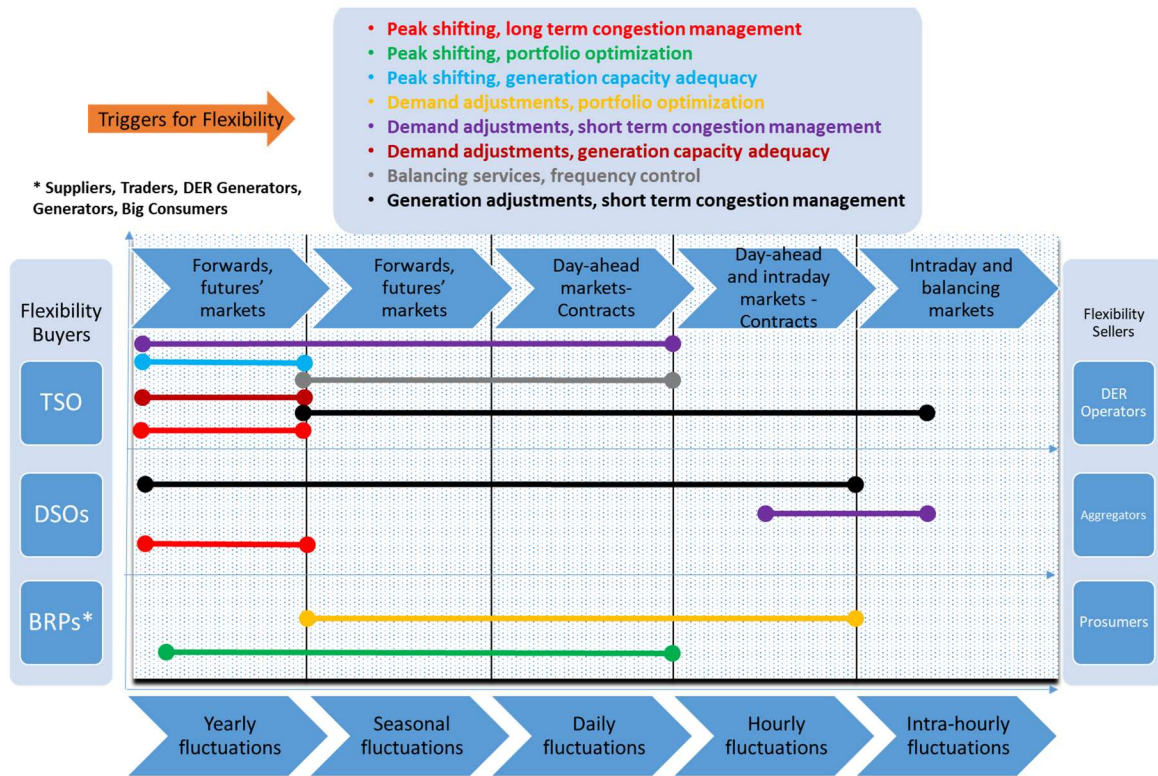 • Peak shifting, long term congestion management
• Peak shifting, portfolio optimization
• Peak shifting, generation capacity adequacy
• Demand adjustments, portfolio optimization
• Demand adjustments, short term congestion management
• Demand adjustments, generation capacity adequacy
• Balancing services, frequency control
• Generation adjustments, short term congestion management
Triggers for Flexibility
* Suppliers, Traders, DER Generators,
Generators, Big Consumers
Forwards,
futures’
markets
Forwards,
futures’
markets
Day-ahead
markets-
Contracts
Day-ahead
and intraday
markets -
Contracts
Intraday and
balancing
markets
Flexibility
Buyers
TSO
DSOs
BRPs*
Flexibility
Sellers
DER
Operators
Aggregators
Prosumers
Yearly
fluctuations
Seasonal
fluctuations
Daily
fluctuations
Hourly
fluctuations
Intra-hourly
fluctuations